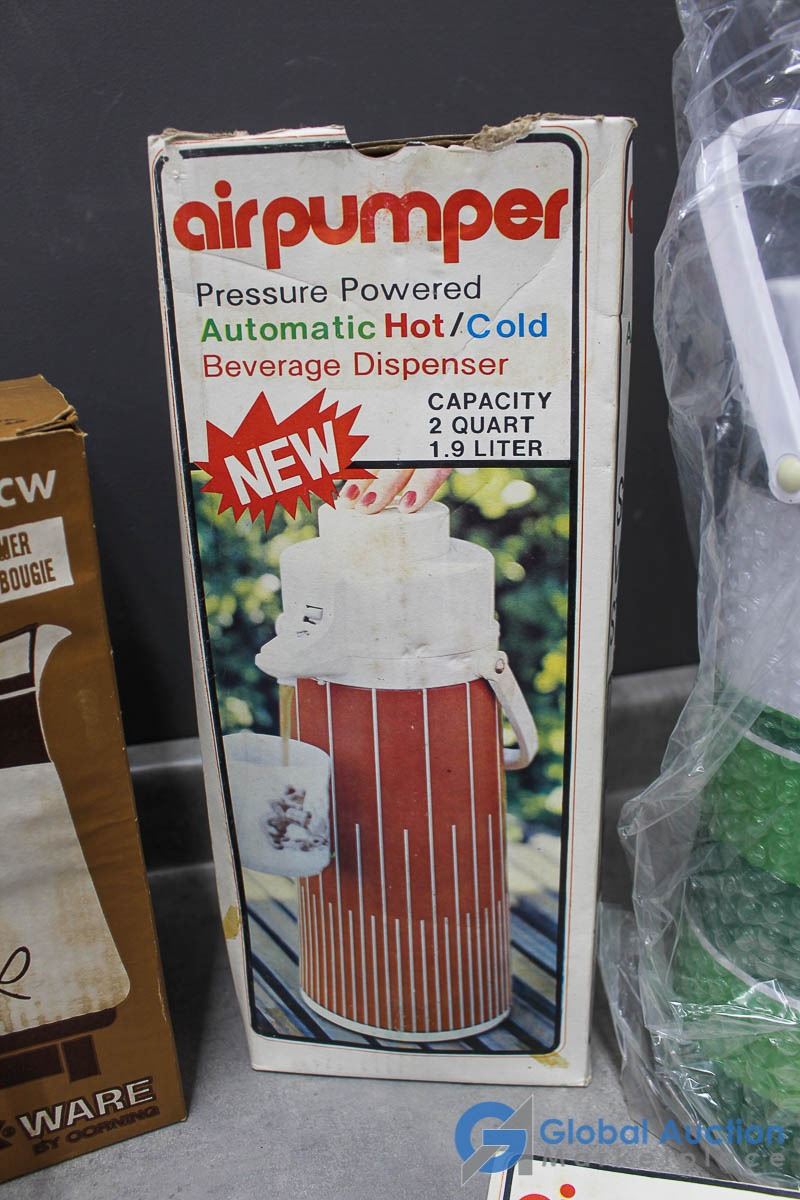 airpumper
Pressure Powered
Automatic Hot/Cold
Beverage Dispenser
NEW
CAPACITY
2 QUART
1.9 LITER
CW
MER
BOUGIE
WARE
BY CORNING
Global Auction
Marketplace